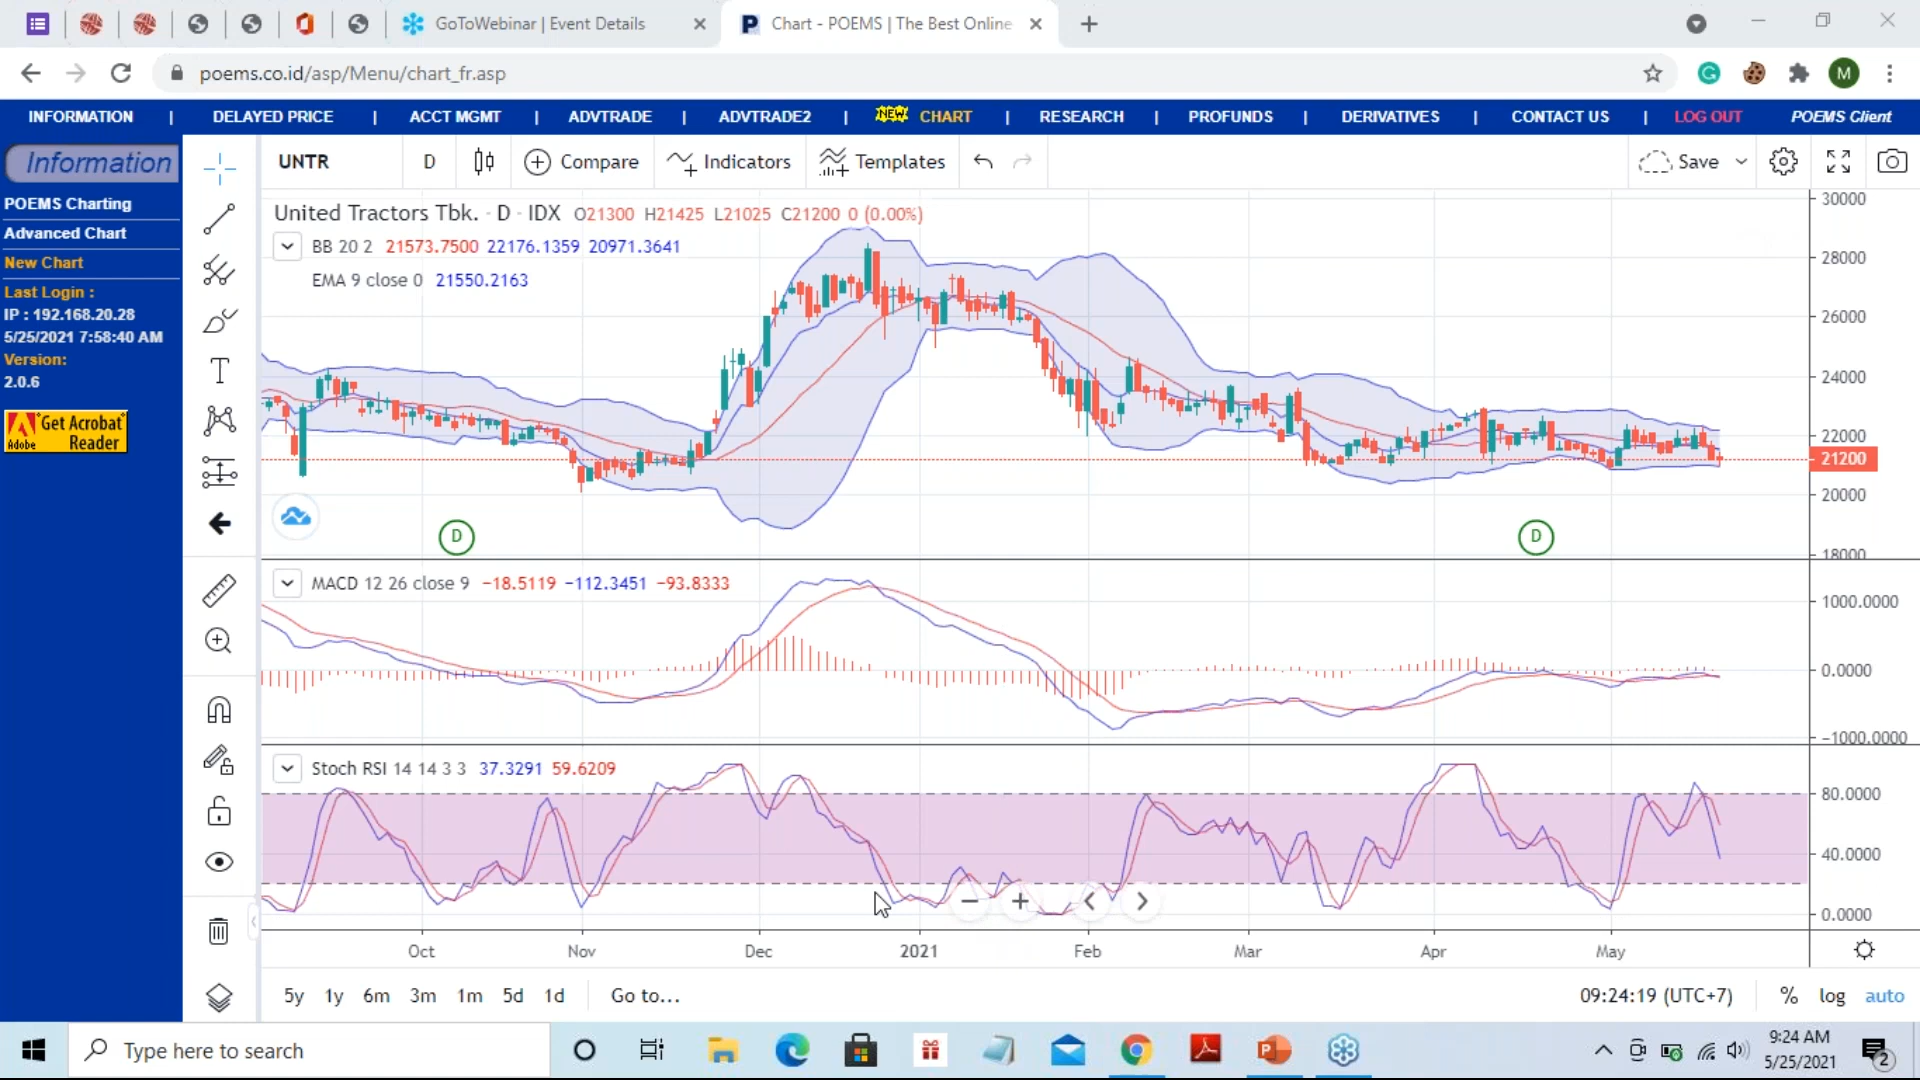 GoToWebinar | Event Details
Chart - POEMS | The Best Online
poems.co.id/asp/Menu/chart_fr.asp
G
M
INFORMATION | DELAYED PRICE | ACCT MGMT | ADVTRADE | ADVTRADE2 | NEW CHART | RESEARCH | PROFUNDS | DERIVATIVES | CONTACT US | LOG OUT POEMS Client
Information
POEMS Charting
Advanced Chart
New Chart
Last Login :
IP : 192.168.20.28
5/25/2021 7:58:40 AM
Version:
2.0.6
Get Acrobat
Adobe Reader
UNTR D Compare Indicators Templates Save
United Tractors Tbk. · D · IDX O21300 H21425 L21025 C21200 0 (0.00%)
BB 20 2 21573.7500 22176.1359 20971.3641
EMA 9 close 0 21550.2163
30000
28000
26000
24000
22000
21200
20000
18000
D
D
MACD 12 26 close 9 −18.5119 −112.3451 −93.8333
1000.0000
0.0000
−1000.0000
Stoch RSI 14 14 3 3 37.3291 59.6209
80.0000
40.0000
0.0000
Oct Nov Dec 2021 Feb Mar Apr May
5y 1y 6m 3m 1m 5d 1d Go to... 09:24:19 (UTC+7) % log auto
Type here to search
9:24 AM
5/25/2021
2